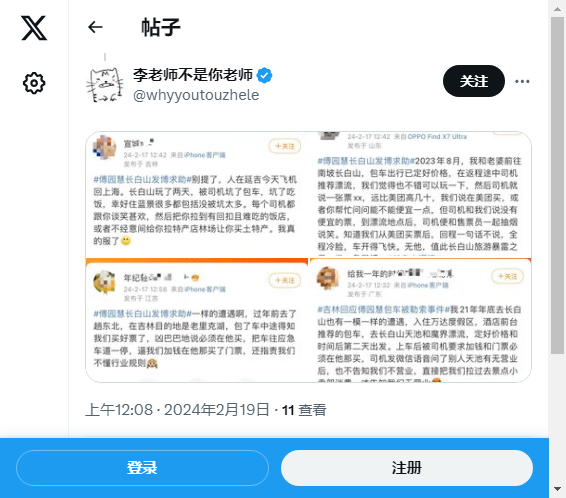 帖子
李老师不是你老师
@whyyoutouzhele
关注
宣城
24-2-17 12:42 来自iPhone客户端
发布于 吉林
+关注
#傅园慧长白山发博求助#别提了，人在延吉今天飞机
回上海。长白山玩了两天，被司机坑了包车，坑了吃
饭，幸好住蓝景很多都包括没被坑太多。每个司机都
跟你谈笑甚欢，然后把你拉到有回扣且难吃的饭店，
或者不经意间给你拉特产店林场让你买土特产。我真
的服了
来自OPPO Find X7 Ultra
发布于 山东
#傅园慧长白山发博求助#2023年8月，我和老婆前往
南坡长白山，包车出行已定好价格，在返程途中司机
推荐漂流，我们觉得也不错可以玩一下，然后司机就
说一张票xx，远比美团高几十，我们说在美团买，或
者你帮忙问问能不能便宜一点，但司机和我们说没有
便宜的票，到漂流地点后，司机便和售票员一起抽烟
说笑。知道我们从美团买票后，回程一句话不说，全
程冷脸，车开得飞快。无他，值此长白山旅游暴雷之
年纪轻
24-2-17 12:58 来自iPhone客户端
发布于 江苏
+关注
#傅园慧长白山发博求助#一样的遭遇啊，过年前去了
趟东北，在吉林目的地是老里克湖，包了车中途得知
我们买好票了，凶巴巴地说必须在他买，把车往应急
车道一停，逼我们加钱在他那买了门票，还指责我们
不懂行业规则
给我一年的
24-2-17 12:32 来自iPhone客户端
发布于 广东
+关注
#吉林回应傅园慧包车被勒索事件#我21年年底去长白
山也有一模一样的遭遇，入住万达度假区，酒店前台
推荐的包车，去长白山天池和魔界漂流，定好价格和
时间后第二天出发。上车后被司机要求加钱和门票必
须在他那买，司机发微信语音问了别人天池有无营业
后，也不告知我们不营业，直接把我们拉过去景点小
上午12:08 · 2024年2月19日 · 11 查看
登录
注册